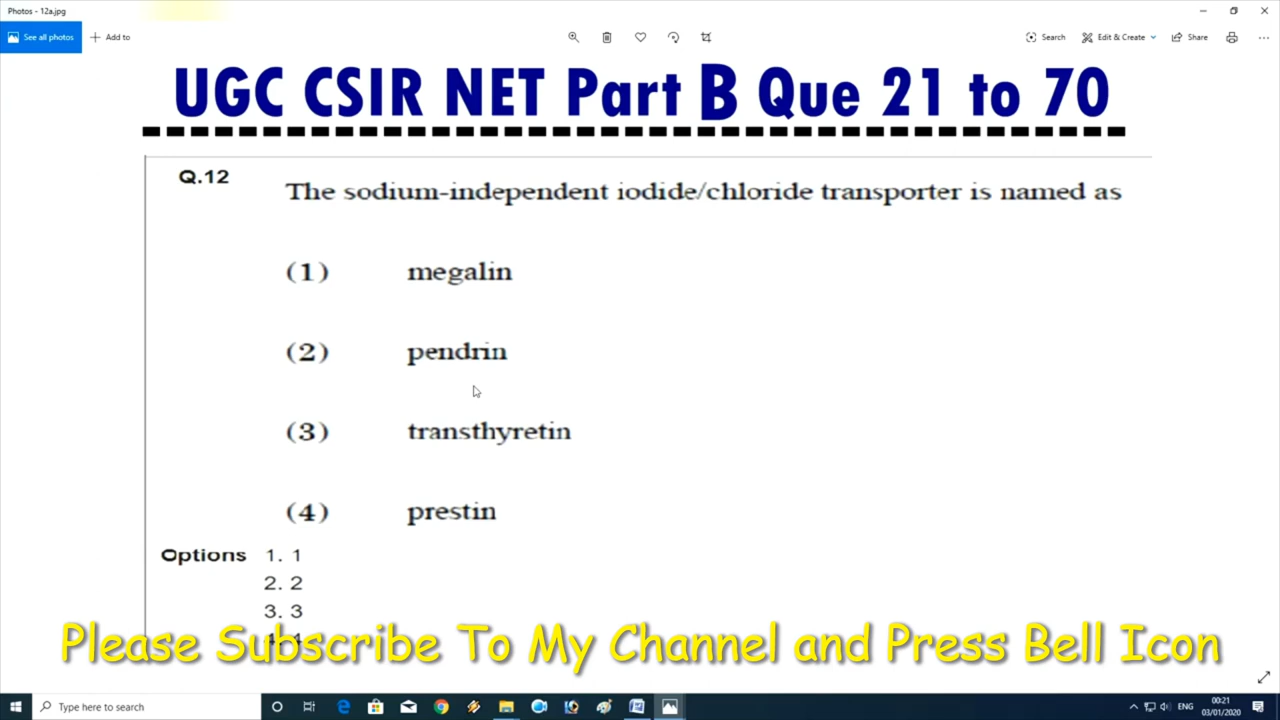 Photos - 12a.jpg
See all photos
Add to
Search
Edit & Create
Share
UGC CSIR NET Part B Que 21 to 70
Q.12
The sodium-independent iodide/chloride transporter is named as
(1) megalin
(2) pendrin
(3) transthyretin
(4) prestin
Options 1. 1
2. 2
3. 3
Please Subscribe To My Channel and Press Bell Icon
Type here to search
ENG
00:21
03/01/2020